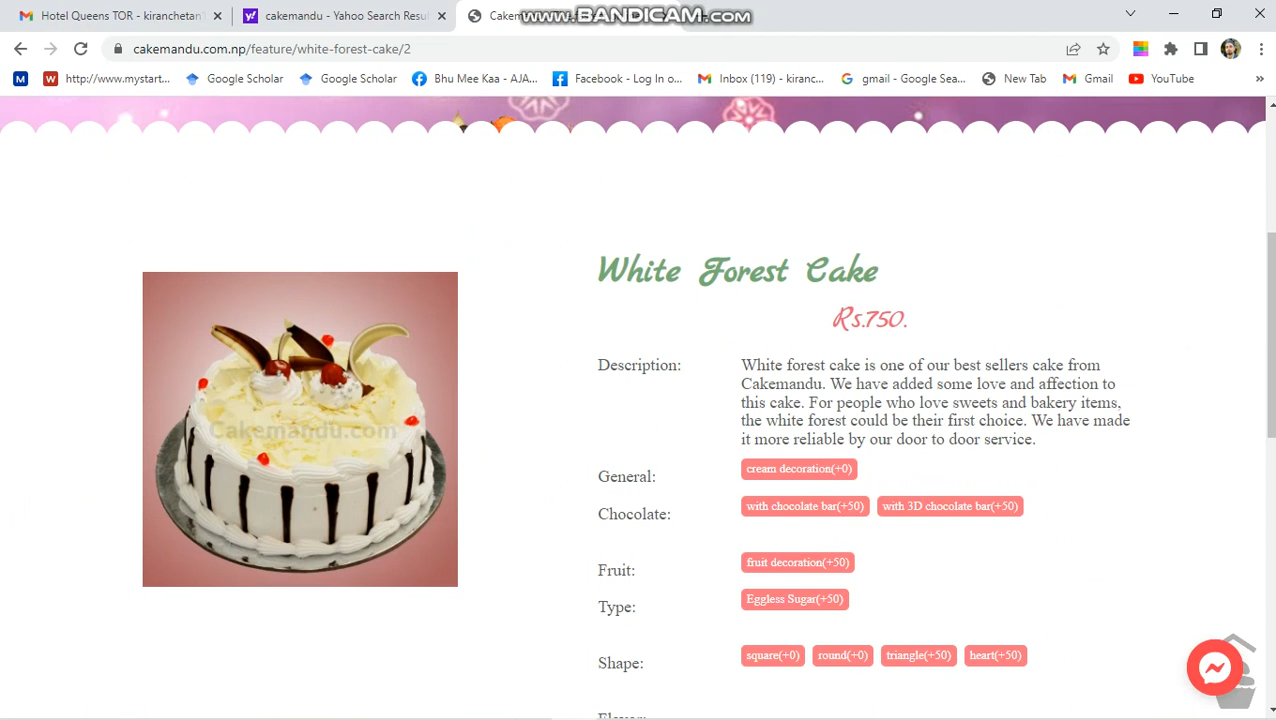 Hotel Queens TOR - kiranchetan
cakemandu - Yahoo Search Resul
Cakem
www.BANDICAM.com
cakemandu.com.np/feature/white-forest-cake/2
http://www.mystart...
Google Scholar
Google Scholar
Bhu Mee Kaa - AJA...
Facebook - Log In o...
Inbox (119) - kiranc...
gmail - Google Sea...
New Tab
Gmail
YouTube
»
White Forest Cake
Rs.750.
Description:
White forest cake is one of our best sellers cake from
Cakemandu. We have added some love and affection to
this cake. For people who love sweets and bakery items,
the white forest could be their first choice. We have made
it more reliable by our door to door service.
Cakemandu.com
General:
cream decoration(+0)
Chocolate:
with chocolate bar(+50) with 3D chocolate bar(+50)
Fruit:
fruit decoration(+50)
Type:
Eggless Sugar(+50)
Shape:
square(+0) round(+0) triangle(+50) heart(+50)